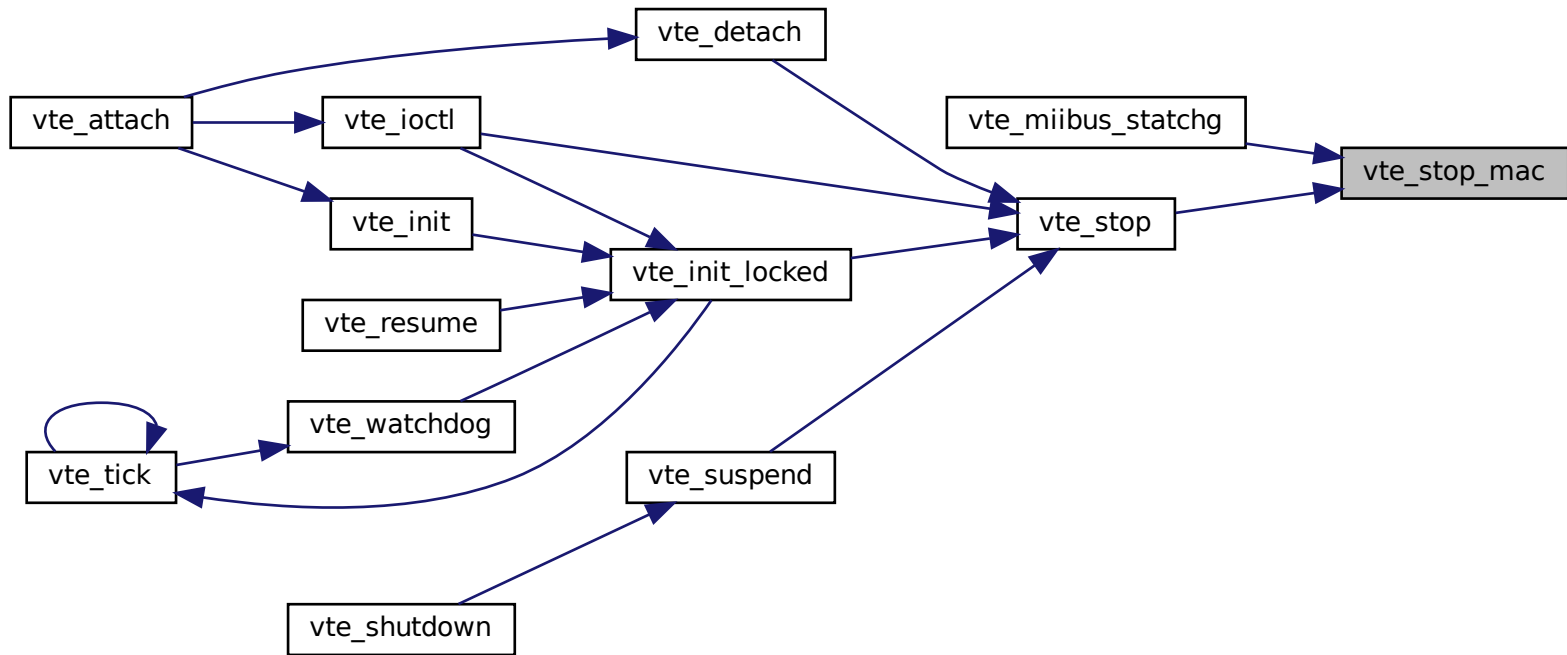 vte_detach
vte_attach
vte_ioctl
vte_miibus_statchg
vte_stop_mac
vte_init
vte_stop
vte_init_locked
vte_resume
vte_watchdog
vte_tick
vte_suspend
vte_shutdown